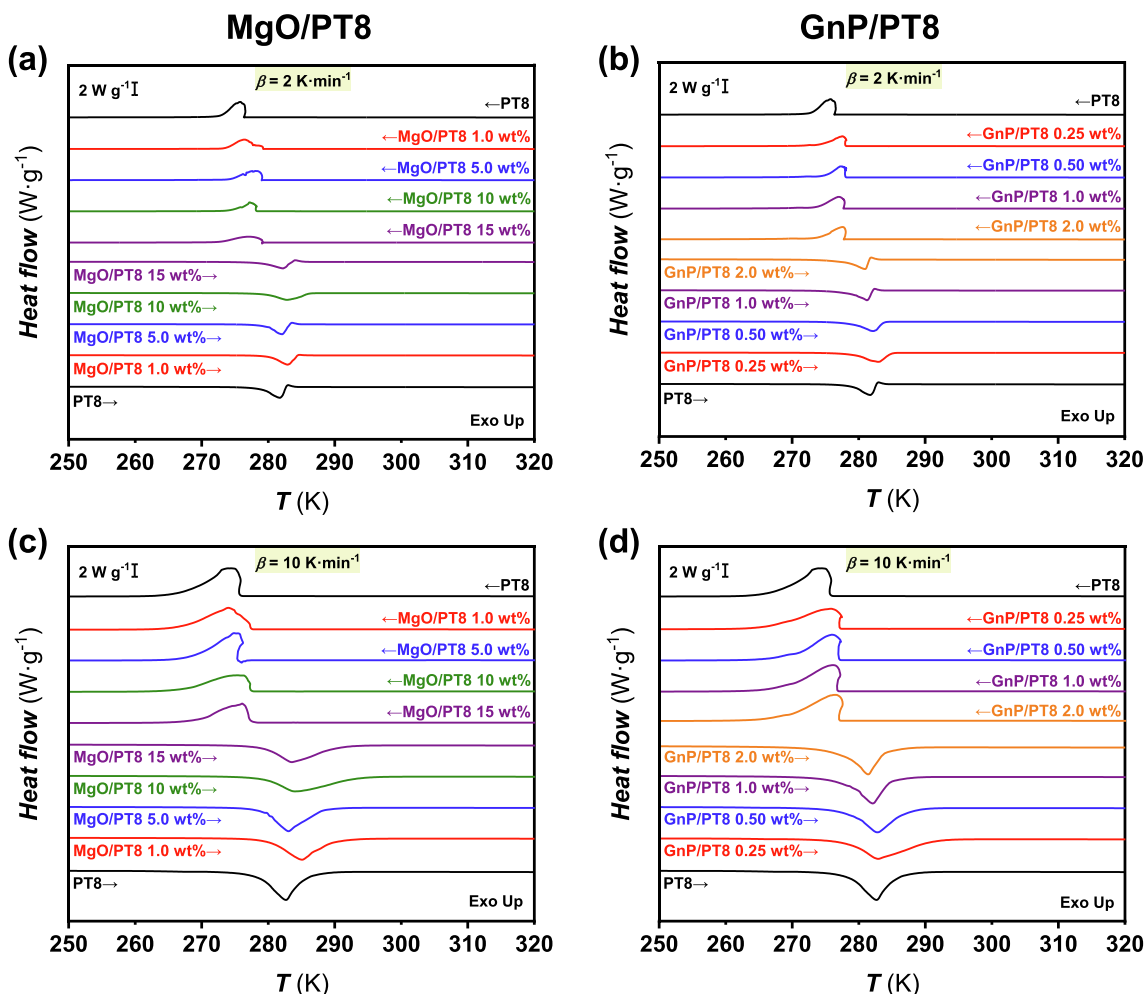 MgO/PT8
GnP/PT8
(a)
2 W g-1
β = 2 K·min-1
←PT8
←MgO/PT8 1.0 wt%
←MgO/PT8 5.0 wt%
←MgO/PT8 10 wt%
←MgO/PT8 15 wt%
MgO/PT8 15 wt%→
MgO/PT8 10 wt%→
MgO/PT8 5.0 wt%→
MgO/PT8 1.0 wt%→
PT8→
Exo Up
Heat flow (W·g-1)
250 260 270 280 290 300 310 320
T (K)
(b)
2 W g-1
β = 2 K·min-1
←PT8
←GnP/PT8 0.25 wt%
←GnP/PT8 0.50 wt%
←GnP/PT8 1.0 wt%
←GnP/PT8 2.0 wt%
GnP/PT8 2.0 wt%→
GnP/PT8 1.0 wt%→
GnP/PT8 0.50 wt%→
GnP/PT8 0.25 wt%→
PT8→
Exo Up
Heat flow (W·g-1)
250 260 270 280 290 300 310 320
T (K)
(c)
2 W g-1
β = 10 K·min-1
←PT8
←MgO/PT8 1.0 wt%
←MgO/PT8 5.0 wt%
←MgO/PT8 10 wt%
←MgO/PT8 15 wt%
MgO/PT8 15 wt%→
MgO/PT8 10 wt%→
MgO/PT8 5.0 wt%→
MgO/PT8 1.0 wt%→
PT8→
Exo Up
Heat flow (W·g-1)
250 260 270 280 290 300 310 320
T (K)
(d)
2 W g-1
β = 10 K·min-1
←PT8
←GnP/PT8 0.25 wt%
←GnP/PT8 0.50 wt%
←GnP/PT8 1.0 wt%
←GnP/PT8 2.0 wt%
GnP/PT8 2.0 wt%→
GnP/PT8 1.0 wt%→
GnP/PT8 0.50 wt%→
GnP/PT8 0.25 wt%→
PT8→
Exo Up
Heat flow (W·g-1)
250 260 270 280 290 300 310 320
T (K)